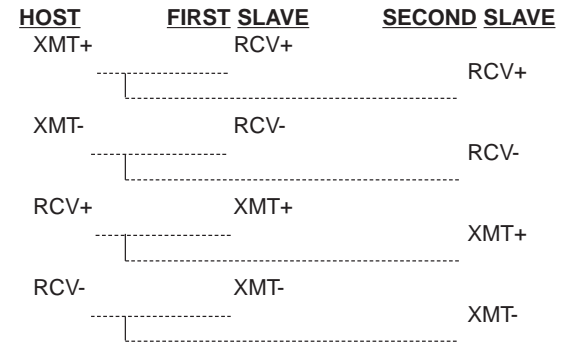 HOST FIRST SLAVE SECOND SLAVE
XMT+ RCV+
RCV+
XMT- RCV-
RCV-
RCV+ XMT+
XMT+
RCV- XMT-
XMT-